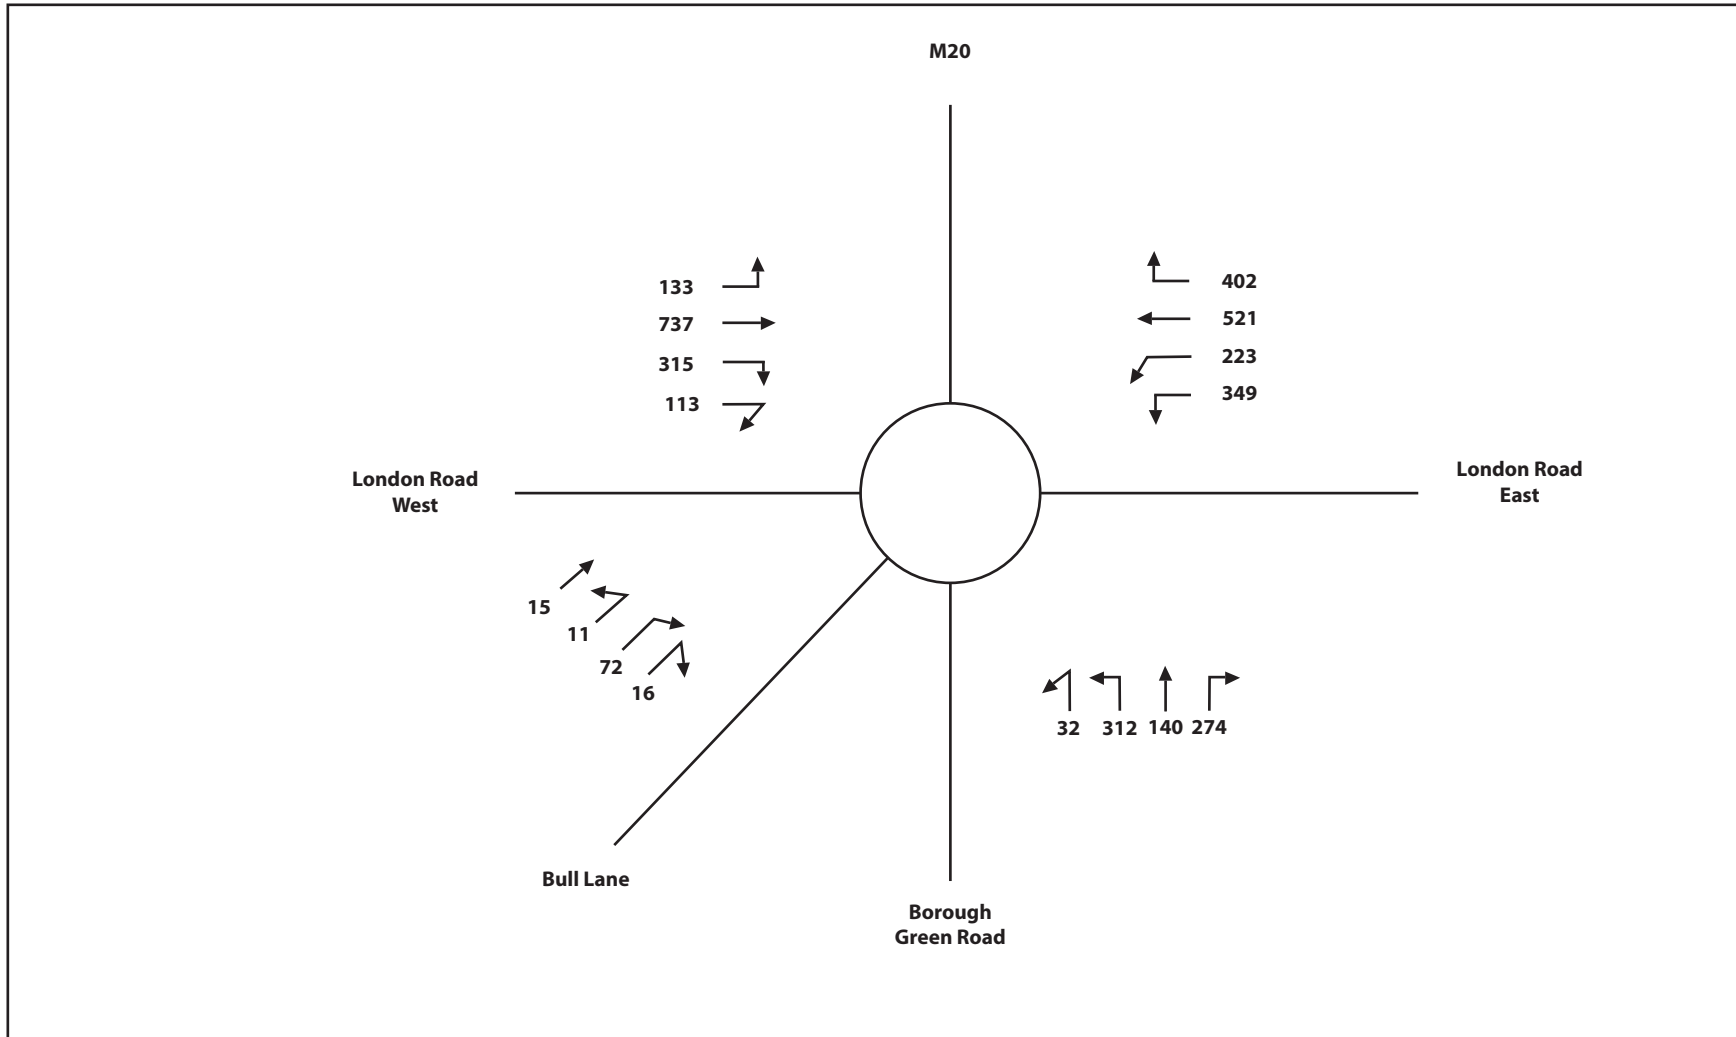 M20
133
737
315
113
402
521
223
349
London Road
West
London Road
East
15
11
72
16
32 312 140 274
Bull Lane
Borough
Green Road